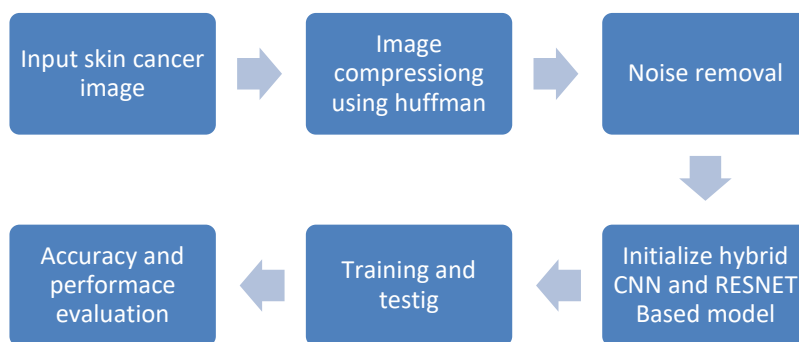 Input skin cancer
image
Image
compressiong
using huffman
Noise removal
Initialize hybrid
CNN and RESNET
Based model
Training and
testig
Accuracy and
performace
evaluation